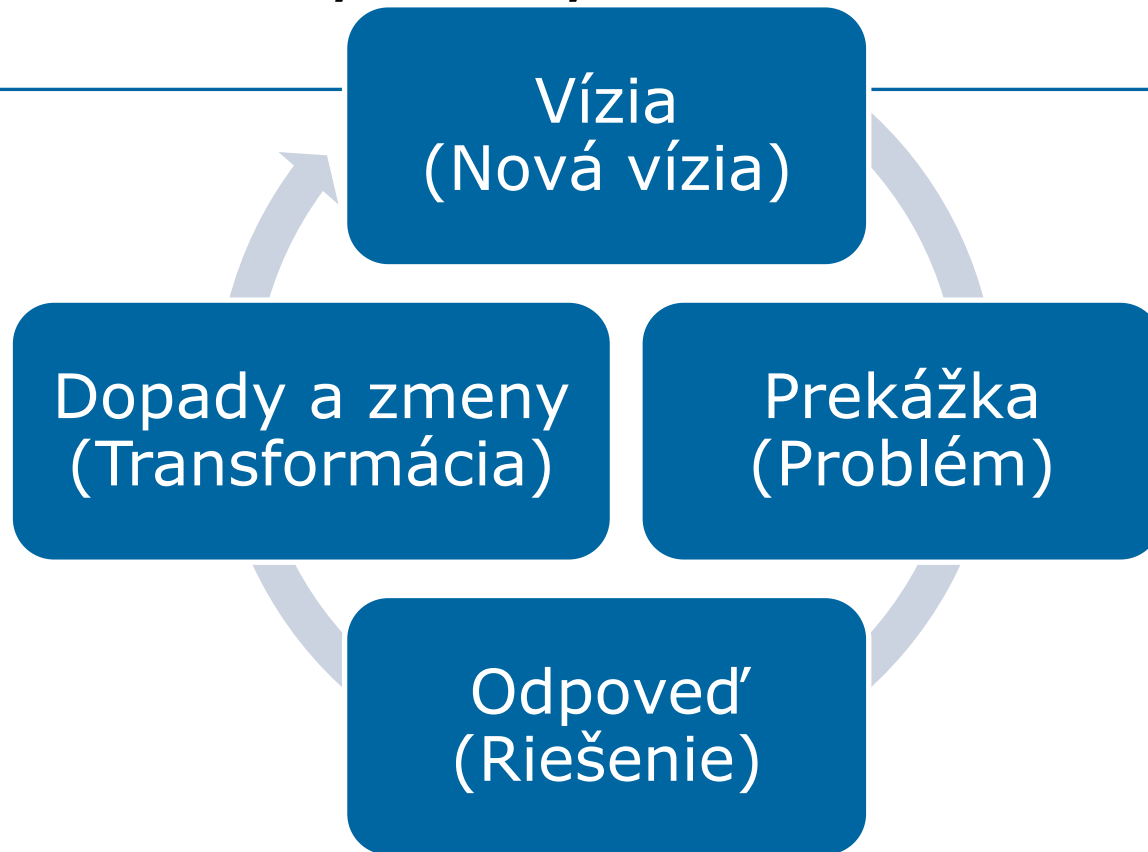 Vízia
(Nová vízia)
Dopady a zmeny
(Transformácia)
Prekážka
(Problém)
Odpoveď
(Riešenie)